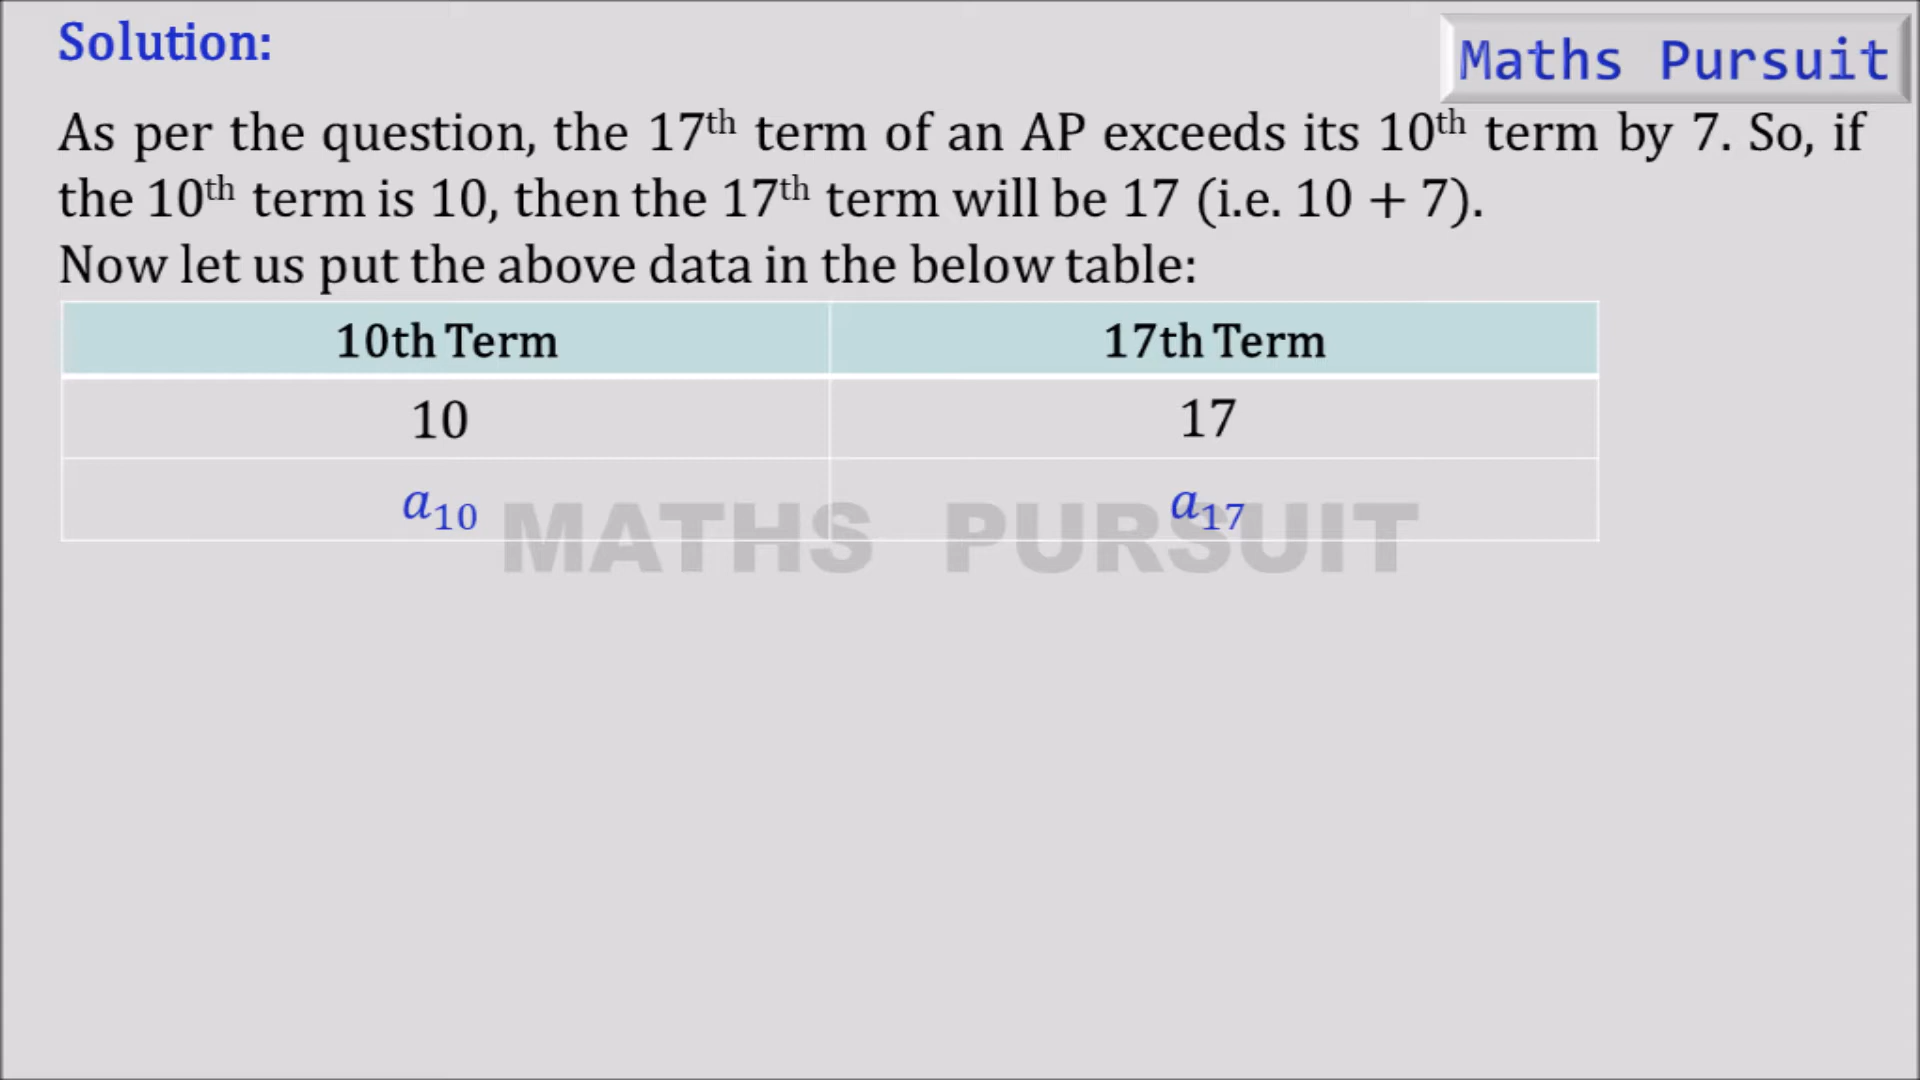 Solution:
Maths Pursuit
As per the question, the 17th term of an AP exceeds its 10th term by 7. So, if
the 10th term is 10, then the 17th term will be 17 (i.e. 10 + 7).
Now let us put the above data in the below table:
10th Term 17th Term
10 17
a10 a17
MATHS PURSUIT